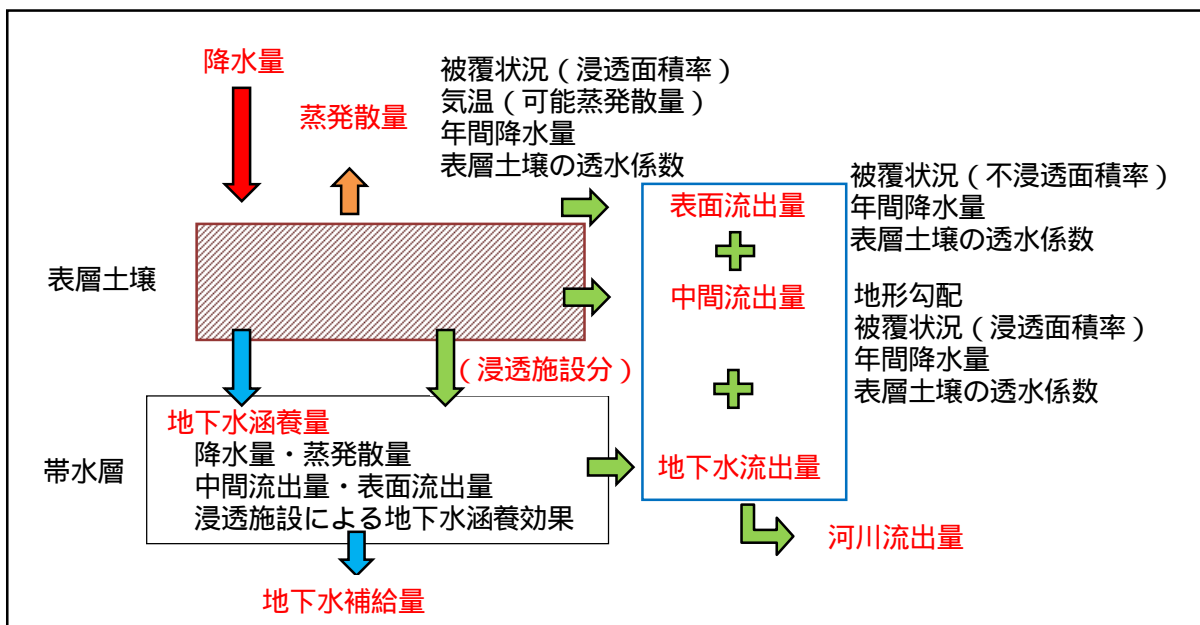 降水量
蒸発散量
被覆状況（浸透面積率）
気温（可能蒸発散量）
年間降水量
表層土壌の透水係数
表層土壌
表面流出量
被覆状況（不浸透面積率）
年間降水量
表層土壌の透水係数
中間流出量
地形勾配
被覆状況（浸透面積率）
年間降水量
表層土壌の透水係数
（浸透施設分）
帯水層
地下水涵養量
降水量・蒸発散量
中間流出量・表面流出量
浸透施設による地下水涵養効果
地下水流出量
河川流出量
地下水補給量